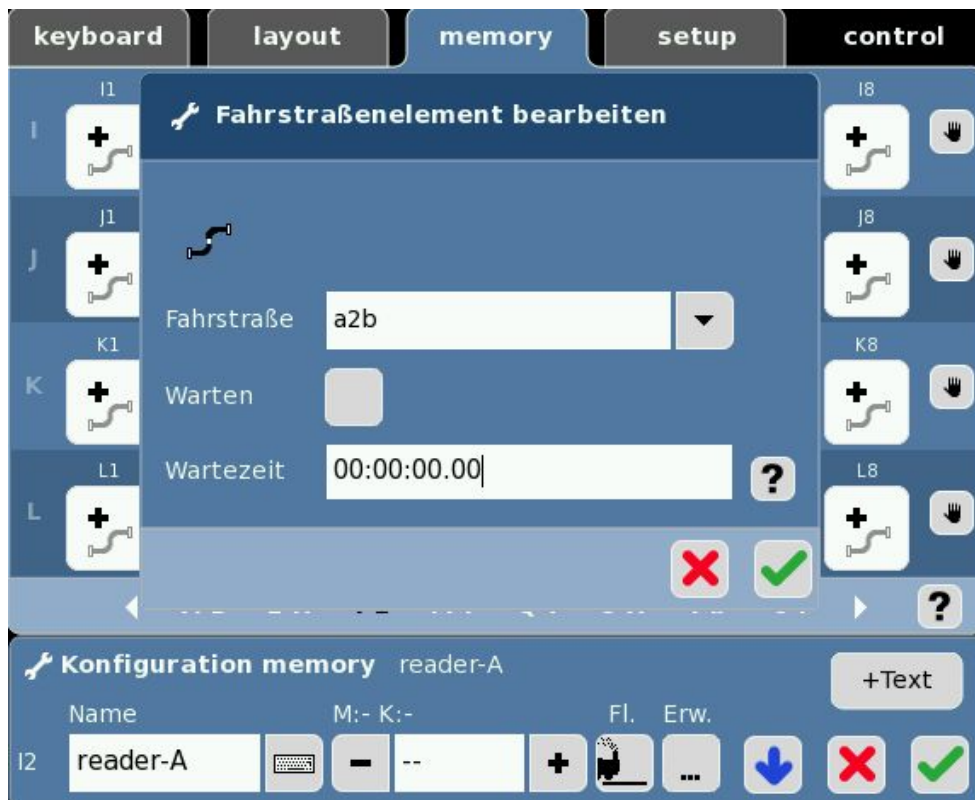 keyboard layout memory setup control
I1 I8
Fahrstraßenelement bearbeiten
I
J1 J8
J
Fahrstraße a2b
K1 K8
K
Warten
Wartezeit 00:00:00.00 ?
L1 L8
L
?
Konfiguration memory reader-A
+Text
Name M:- K:- Fl. Erw.
I2 reader-A -- ...